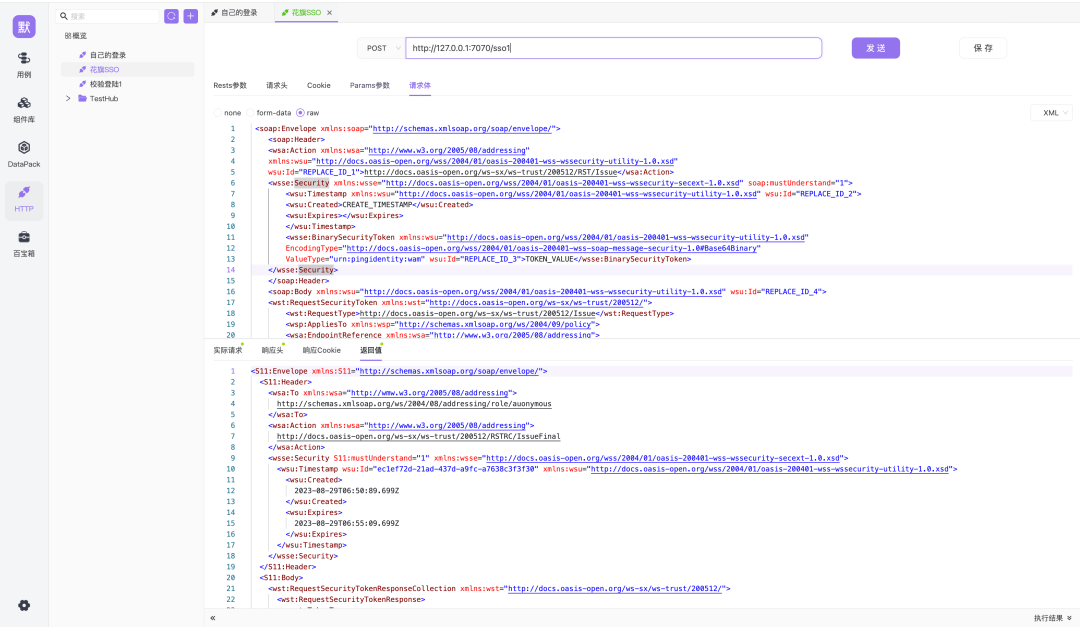 默
用例
组件库
DataPack
HTTP
百宝箱
搜索
概览
自己的登录
花旗SSO
校验登陆1
TestHub
自己的登录
花旗SSO
POST
http://127.0.0.1:7070/sso1
发 送
保 存
Rests参数 请求头 Cookie Params参数 请求体
none form-data raw
XML
1 <soap:Envelope xmlns:soap="http://schemas.xmlsoap.org/soap/envelope/">
2 <soap:Header>
3 <wsa:Action xmlns:wsa="http://www.w3.org/2005/08/addressing"
4 xmlns:wsu="http://docs.oasis-open.org/wss/2004/01/oasis-200401-wss-wssecurity-utility-1.0.xsd"
5 wsu:Id="REPLACE_ID_1">http://docs.oasis-open.org/ws-sx/ws-trust/200512/RST/Issue</wsa:Action>
6 <wsse:Security xmlns:wsse="http://docs.oasis-open.org/wss/2004/01/oasis-200401-wss-wssecurity-secext-1.0.xsd" soap:mustUnderstand="1">
7 <wsu:Timestamp xmlns:wsu="http://docs.oasis-open.org/wss/2004/01/oasis-200401-wss-wssecurity-utility-1.0.xsd" wsu:Id="REPLACE_ID_2">
8 <wsu:Created>CREATE_TIMESTAMP</wsu:Created>
9 <wsu:Expires></wsu:Expires>
10 </wsu:Timestamp>
11 <wsse:BinarySecurityToken xmlns:wsu="http://docs.oasis-open.org/wss/2004/01/oasis-200401-wss-wssecurity-utility-1.0.xsd"
12 EncodingType="http://docs.oasis-open.org/wss/2004/01/oasis-200401-wss-soap-message-security-1.0#Base64Binary"
13 ValueType="urn:pingidentity:wam" wsu:Id="REPLACE_ID_3">TOKEN_VALUE</wsse:BinarySecurityToken>
14 </wsse:Security>
15 </soap:Header>
16 <soap:Body xmlns:wsu="http://docs.oasis-open.org/wss/2004/01/oasis-200401-wss-wssecurity-utility-1.0.xsd" wsu:Id="REPLACE_ID_4">
17 <wst:RequestSecurityToken xmlns:wst="http://docs.oasis-open.org/ws-sx/ws-trust/200512/">
18 <wst:RequestType>http://docs.oasis-open.org/ws-sx/ws-trust/200512/Issue</wst:RequestType>
19 <wsp:AppliesTo xmlns:wsp="http://schemas.xmlsoap.org/ws/2004/09/policy">
20 <wsa:EndpointReference xmlns:wsa="http://www.w3.org/2005/08/addressing">
实际请求 响应头 响应Cookie 返回值
1 <S11:Envelope xmlns:S11="http://schemas.xmlsoap.org/soap/envelope/">
2 <S11:Header>
3 <wsa:To xmlns:wsa="http://wmw.w3.org/2005/08/addressing">
4 http://schemas.xmlsoap.org/ws/2004/08/addressing/role/auonymous
5 </wsa:To>
6 <wsa:Action xmlns:wsa="http://www.w3.org/2005/08/addressing">
7 http://docs.oasis-open.org/ws-sx/ws-trust/200512/RSTRC/IssueFinal
8 </wsa:Action>
9 <wsse:Security S11:mustUnderstand="1" xmlns:wsse="http://docs.oasis-open.org/wss/2004/01/oasis-200401-wss-wssecurity-secext-1.0.xsd">
10 <wsu:Timestamp wsu:Id="ec1ef72d-21ad-437d-a9fc-a7638c3f3f30" xmlns:wsu="http://docs.oasis-open.org/wss/2004/01/oasis-200401-wss-wssecurity-utility-1.0.xsd">
11 <wsu:Created>
12 2023-08-29T06:50:89.699Z
13 </wsu:Created>
14 <wsu:Expires>
15 2023-08-29T06:55:09.699Z
16 </wsu:Expires>
17 </wsu:Timestamp>
18 </wsse:Security>
19 </S11:Header>
20 <S11:Body>
21 <wst:RequestSecurityTokenResponseCollection xmlns:wst="http://docs.oasis-open.org/ws-sx/ws-trust/200512/">
22 <wst:RequestSecurityTokenResponse>
执行结果